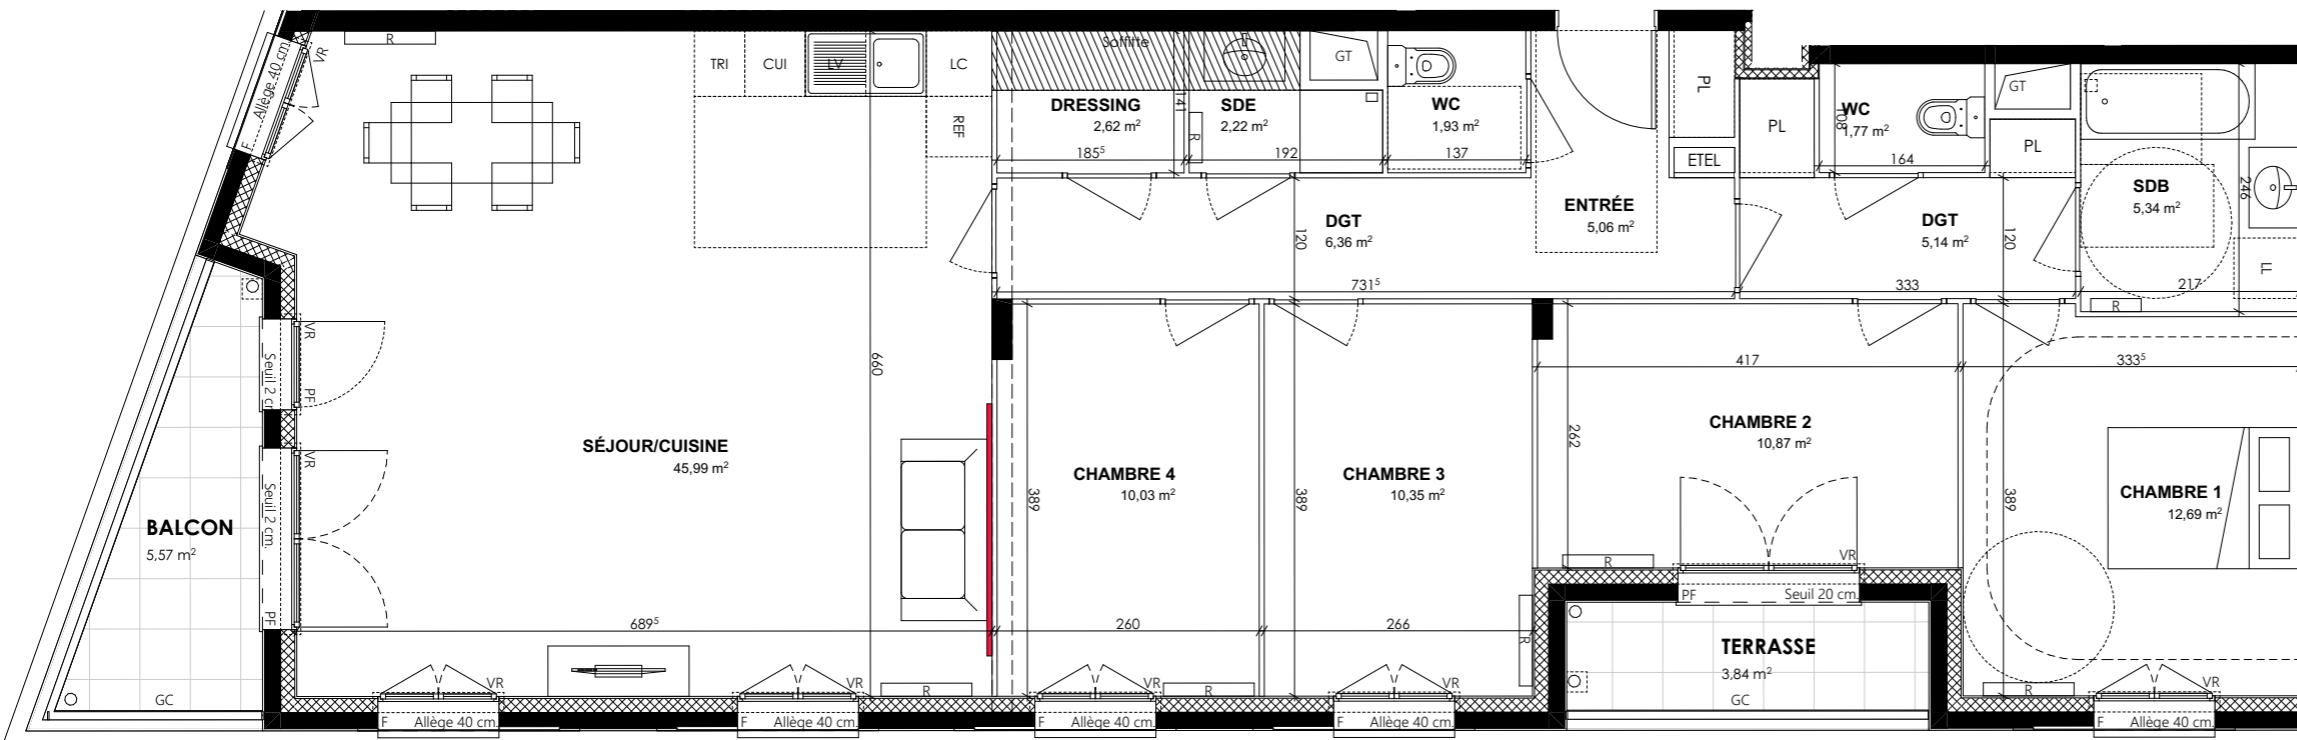 R
VR
Allège 40 cm.
F
TRI
CUI
LV
LC
REF
Soffitte
DRESSING
2,62 m²
141
185⁵
SDE
2,22 m²
R
192
GT
WC
1,93 m²
137
PL
ETEL
ENTRÉE
5,06 m²
PL
WC
1,77 m²
108
164
GT
PL
SDB
5,34 m²
246
LL
217
R
DGT
6,36 m²
120
731⁵
DGT
5,14 m²
120
333
VR
Seuil 2 cm.
PF
VR
Seuil 2 cm.
PF
BALCON
5,57 m²
GC
SÉJOUR/CUISINE
45,99 m²
660
689⁵
CHAMBRE 4
10,03 m²
389
260
CHAMBRE 3
10,35 m²
389
266
R
417
CHAMBRE 2
10,87 m²
262
R
VR
PF
Seuil 20 cm.
TERRASSE
3,84 m²
GC
333⁵
CHAMBRE 1
12,69 m²
389
VR
F
Allège 40 cm.
VR
F
Allège 40 cm.
R
VR
F
Allège 40 cm.
R
VR
F
Allège 40 cm.
R
VR
F
Allège 40 cm.